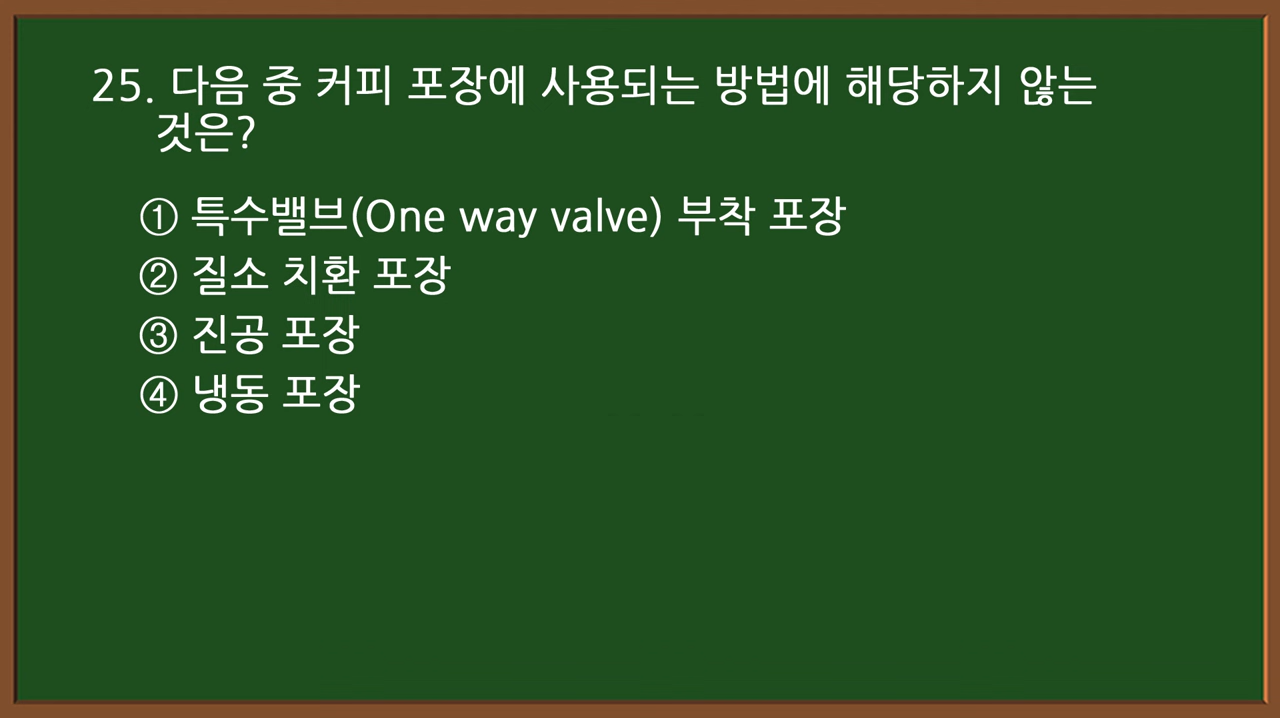 25. 다음 중 커피 포장에 사용되는 방법에 해당하지 않는
것은?
① 특수밸브(One way valve) 부착 포장
② 질소 치환 포장
③ 진공 포장
④ 냉동 포장